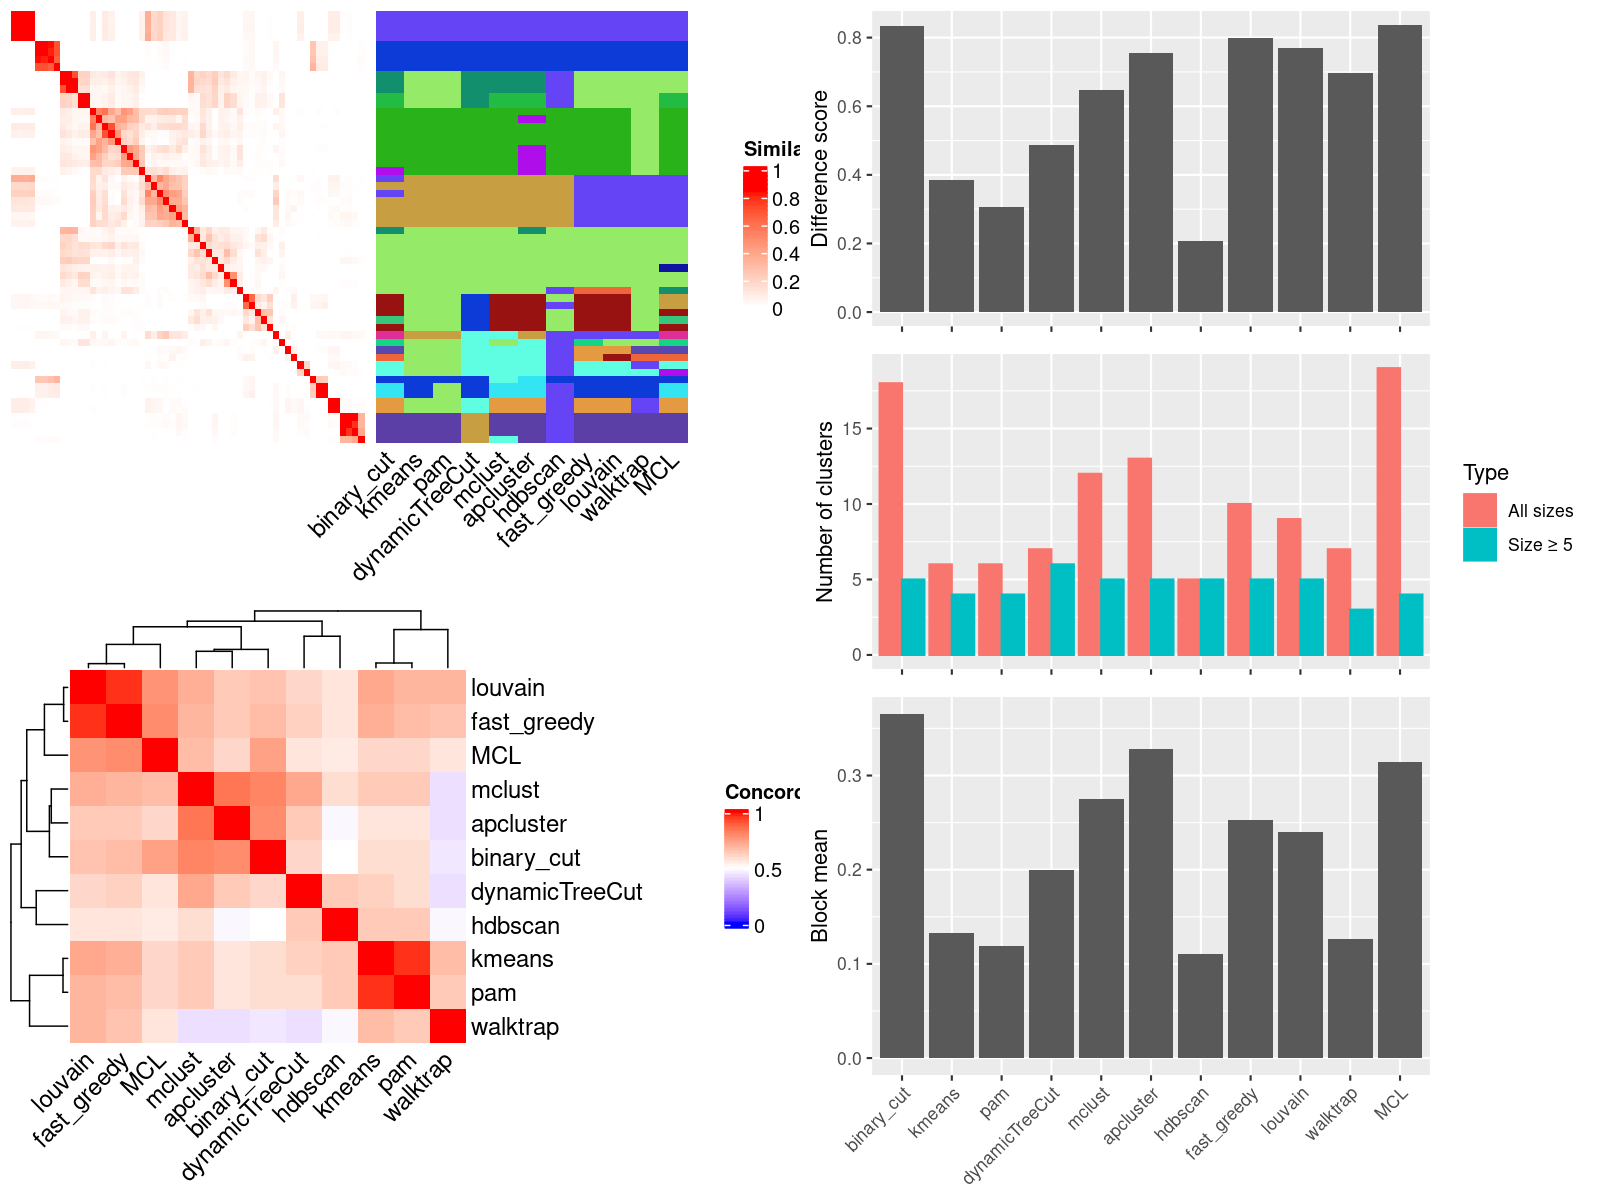 Simila
1
0.8
0.6
0.4
0.2
0
binary_cut
kmeans
pam
dynamicTreeCut
mclust
apcluster
hdbscan
fast_greedy
louvain
walktrap
MCL
Difference score
0.8
0.6
0.4
0.2
0.0
Number of clusters
15
10
5
0
Type
All sizes
Size ≥ 5
louvain
fast_greedy
MCL
mclust
apcluster
binary_cut
dynamicTreeCut
hdbscan
kmeans
pam
walktrap
louvain
fast_greedy
MCL
mclust
apcluster
binary_cut
dynamicTreeCut
hdbscan
kmeans
pam
walktrap
Concord
1
0.5
0
Block mean
0.3
0.2
0.1
0.0
binary_cut
kmeans
pam
dynamicTreeCut
mclust
apcluster
hdbscan
fast_greedy
louvain
walktrap
MCL